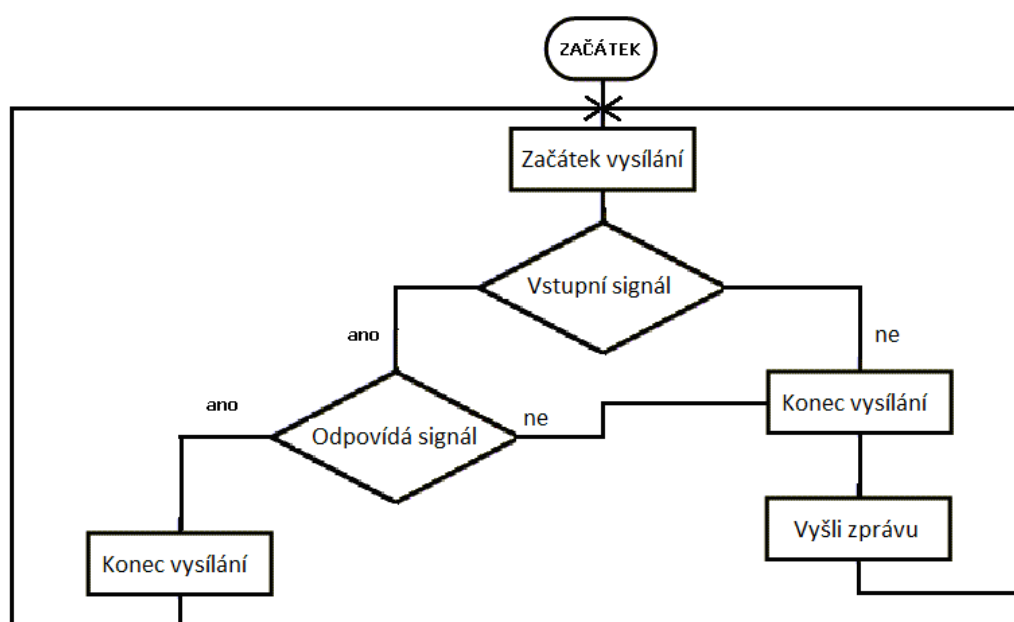 ZAČÁTEK
Začátek vysílání
Vstupní signál
ano
ne
ano
Odpovídá signál
ne
Konec vysílání
Vyšli zprávu
Konec vysílání